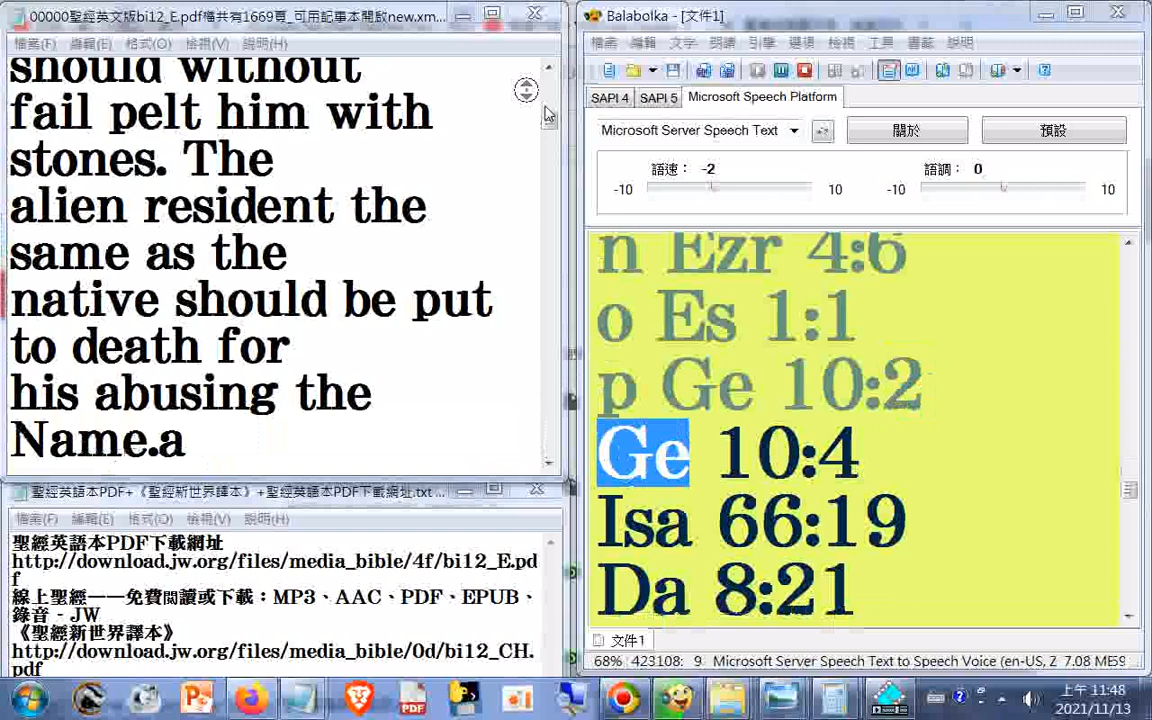 00000聖經英文版bi12_E.pdf檔共有1669頁_可用記事本開啟new.xm...
檔案(F) 編輯(E) 格式(O) 檢視(V) 說明(H)
should without
fail pelt him with
stones. The
alien resident the
same as the
native should be put
to death for
his abusing the
Name.a
聖經英語本PDF+《聖經新世界譯本》+聖經英語本PDF下載網址.txt ...
檔案(F) 編輯(E) 格式(O) 檢視(V) 說明(H)
聖經英語本PDF下載網址
http://download.jw.org/files/media_bible/4f/bi12_E.pd
f
線上聖經——免費閱讀或下載：MP3、AAC、PDF、EPUB、
錄音 - JW
《聖經新世界譯本》
http://download.jw.org/files/media_bible/0d/bi12_CH.
pdf
Balabolka - [文件1]
檔案 編輯 文字 朗讀 引擎 選項 檢視 工具 書籤 說明
SAPI 4 SAPI 5 Microsoft Speech Platform
Microsoft Server Speech Text 關於 預設
語速： -2 語調： 0
-10 10 -10 10
n Ezr 4:6
o Es 1:1
p Ge 10:2
Ge 10:4
Isa 66:19
Da 8:21
文件1
68% 423108: 9 Microsoft Server Speech Text to Speech Voice (en-US, Z 7.08 МБ59
上午 11:48
2021/11/13